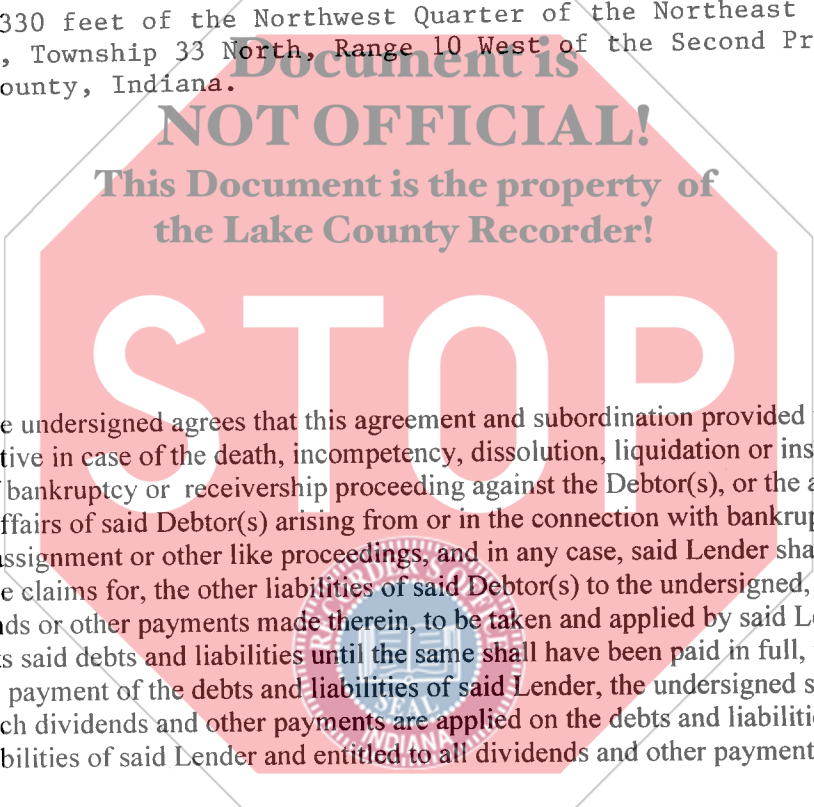 330 feet of the Northwest Quarter of the Northeast
, Township 33 North, Range 10 West of the Second Pr
ounty, Indiana.
Document is
NOT OFFICIAL!
This Document is the property of
the Lake County Recorder!
STOP
e undersigned agrees that this agreement and subordination provided
tive in case of the death, incompetency, dissolution, liquidation or ins
bankruptcy or receivership proceeding against the Debtor(s), or the a
ffairs of said Debtor(s) arising from or in the connection with bankrup
assignment or other like proceedings, and in any case, said Lender sha
e claims for, the other liabilities of said Debtor(s) to the undersigned,
nds or other payments made therein, to be taken and applied by said Le
ts said debts and liabilities until the same shall have been paid in full,
payment of the debts and liabilities of said Lender, the undersigned s
ch dividends and other payments are applied on the debts and liabiliti
bilities of said Lender and entitled to all dividends and other payment
RECORDER'S OFFICE
SEAL
INDIANA